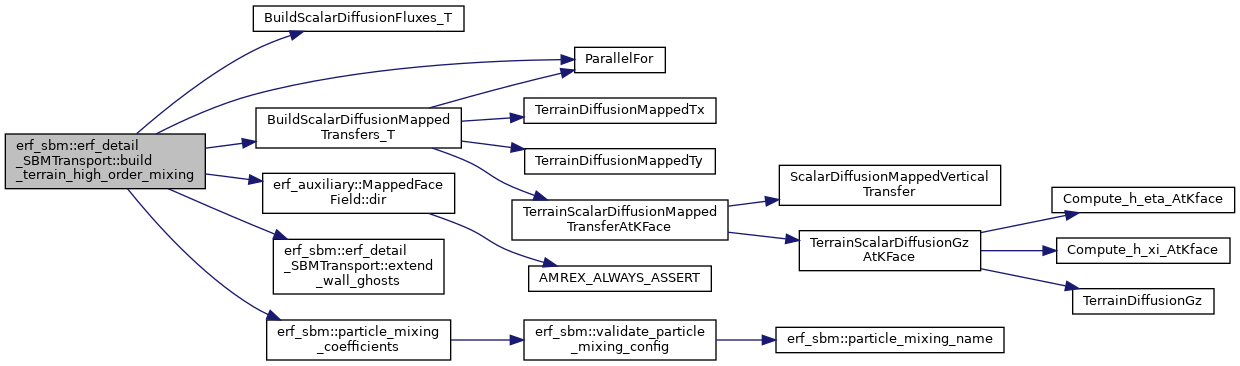 BuildScalarDiffusionFluxes_T
ParallelFor
erf_sbm::erf_detail
_SBMTransport::build
_terrain_high_order_mixing
BuildScalarDiffusionMapped
Transfers_T
TerrainDiffusionMappedTx
TerrainDiffusionMappedTy
erf_auxiliary::MappedFace
Field::dir
TerrainScalarDiffusionMapped
TransferAtKFace
ScalarDiffusionMappedVertical
Transfer
Compute_h_eta_AtKface
TerrainScalarDiffusionGz
AtKFace
Compute_h_xi_AtKface
erf_sbm::erf_detail
_SBMTransport::extend
_wall_ghosts
AMREX_ALWAYS_ASSERT
TerrainDiffusionGz
erf_sbm::particle_mixing
_coefficients
erf_sbm::validate_particle
_mixing_config
erf_sbm::particle_mixing_name